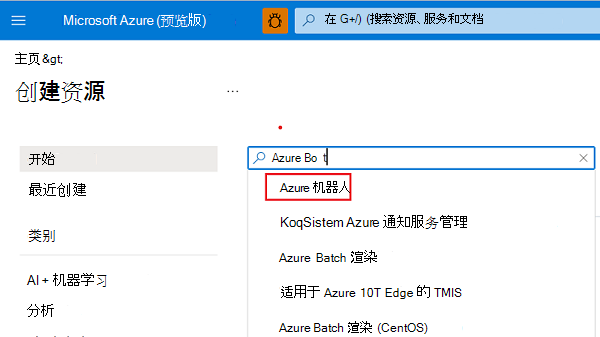 Microsoft Azure (预览版)
在 G+/) (搜索资源、服务和文档
主页&gt;
创建资源
...
开始
Azure Bo t
最近创建
Azure 机器人
类别
KoqSistem Azure 通知服务管理
Azure Batch 渲染
AI + 机器学习
适用于 Azure 10T Edge 的 TMIS
分析
Azure Batch 渲染 (CentOS)